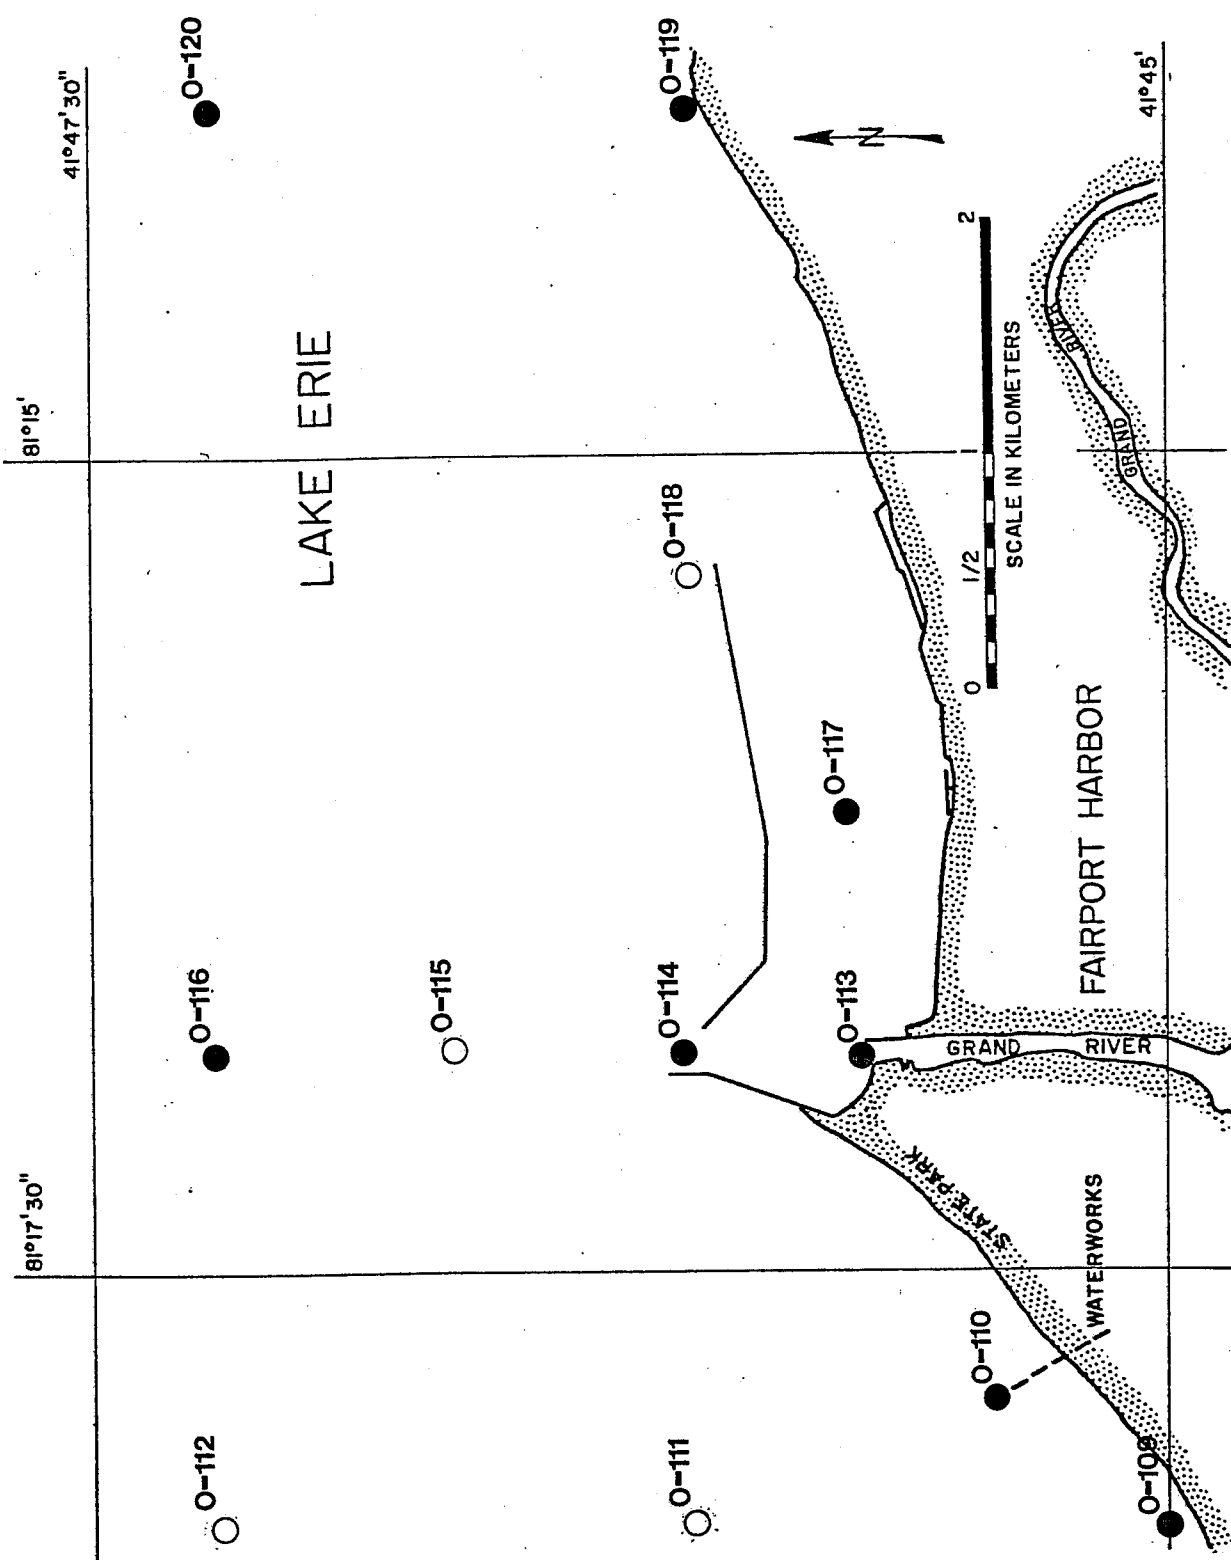 41°47'30"
O-120
O-119
41°45'
N
81°15'
LAKE ERIE
O-118
2
1
1/2
0
SCALE IN KILOMETERS
GRAND
RIVER
O-117
FAIRPORT HARBOR
O-116
O-115
O-114
O-113
GRAND
RIVER
81°17'30"
STATE PARK
WATERWORKS
O-110
O-112
O-111
O-109